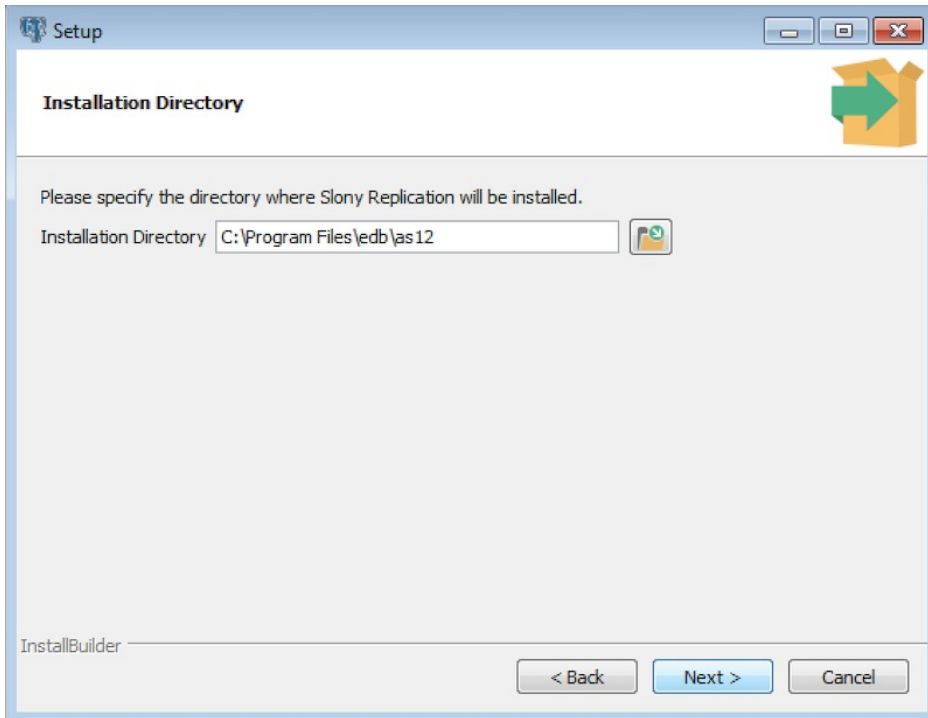 Setup
Installation Directory
Please specify the directory where Slony Replication will be installed.
Installation Directory C:\Program Files\edb\as12
InstallBuilder
< Back Next > Cancel